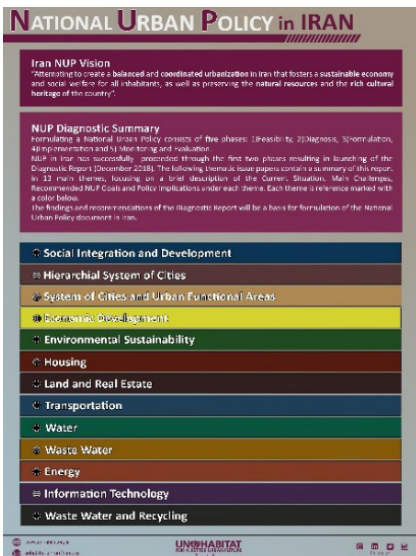 NATIONAL URBAN POLICY in IRAN
Iran NUP Vision
"Attempting to create a balanced and coordinated urbanization in Iran that fosters a sustainable economy
and social welfare for all inhabitants, as well as preserving the natural resources and the rich cultural
heritage of the country".
NUP Diagnostic Summary
Formulating a National Urban Policy consists of five phases: 1)Feasibility, 2)Diagnosis, 3)Formulation,
4)Implementation and 5) Monitoring and Evaluation.
NUP in Iran has successfully proceeded through the first two phases resulting in launching of the
Diagnostic Report (December 2018). The following thematic issue papers contain a summary of this report
in 13 main themes, focusing on a brief description of the Current Situation, Main Challenges,
Recommended NUP Goals and Policy Implications under each theme. Each theme is reference marked with
a color below.
The findings and recommendations of the Diagnostic Report will be a basis for formulation of the National
Urban Policy document in Iran.
Social Integration and Development
Hierarchial System of Cities
System of Cities and Urban Functional Areas
Economic Development
Environmental Sustainability
Housing
Land and Real Estate
Transportation
Water
Waste Water
Energy
Information Technology
Waste Water and Recycling
UN HABITAT
FOR A BETTER URBAN FUTURE